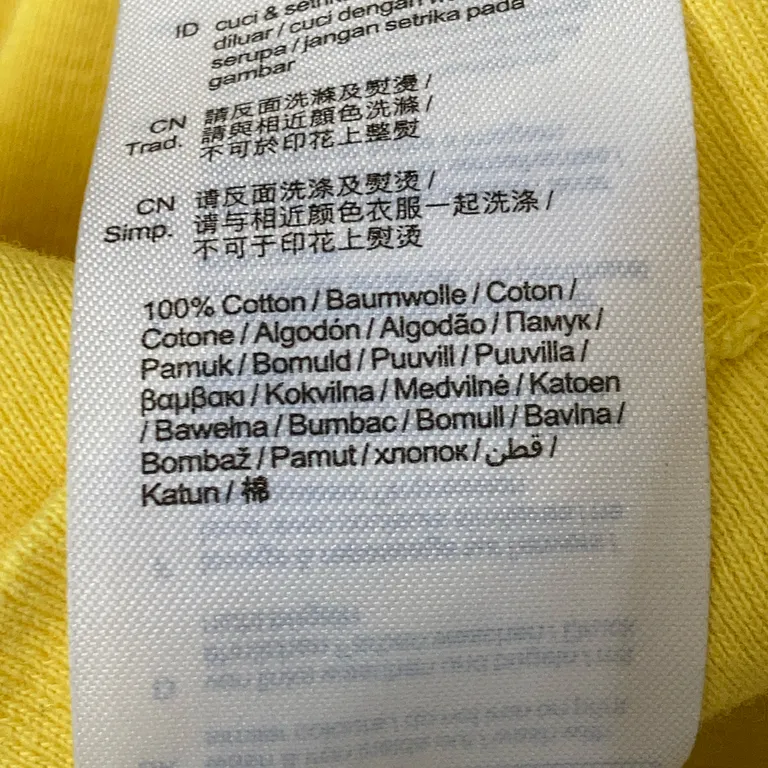 ID cuci &
diluar / cuci dengan
serupa / jangan setrika pada
gambar
CN 請反面洗滌及熨燙 /
Trad. 請與相近顏色洗滌 /
不可於印花上整熨
CN 请反面洗涤及熨烫 /
Simp. 请与相近颜色衣服一起洗涤 /
不可于印花上熨烫
100% Cotton / Baumwolle / Coton /
Cotone / Algodón / Algodão / Памук /
Pamuk / Bomuld / Puuvill / Puuvilla /
βαμβακι / Kokvilna / Medvilnė / Katoen
/ Bawełna / Bumbac / Bomull / Bavlna /
Bombaž / Pamut / хлопок / قطن /
Katun / 棉